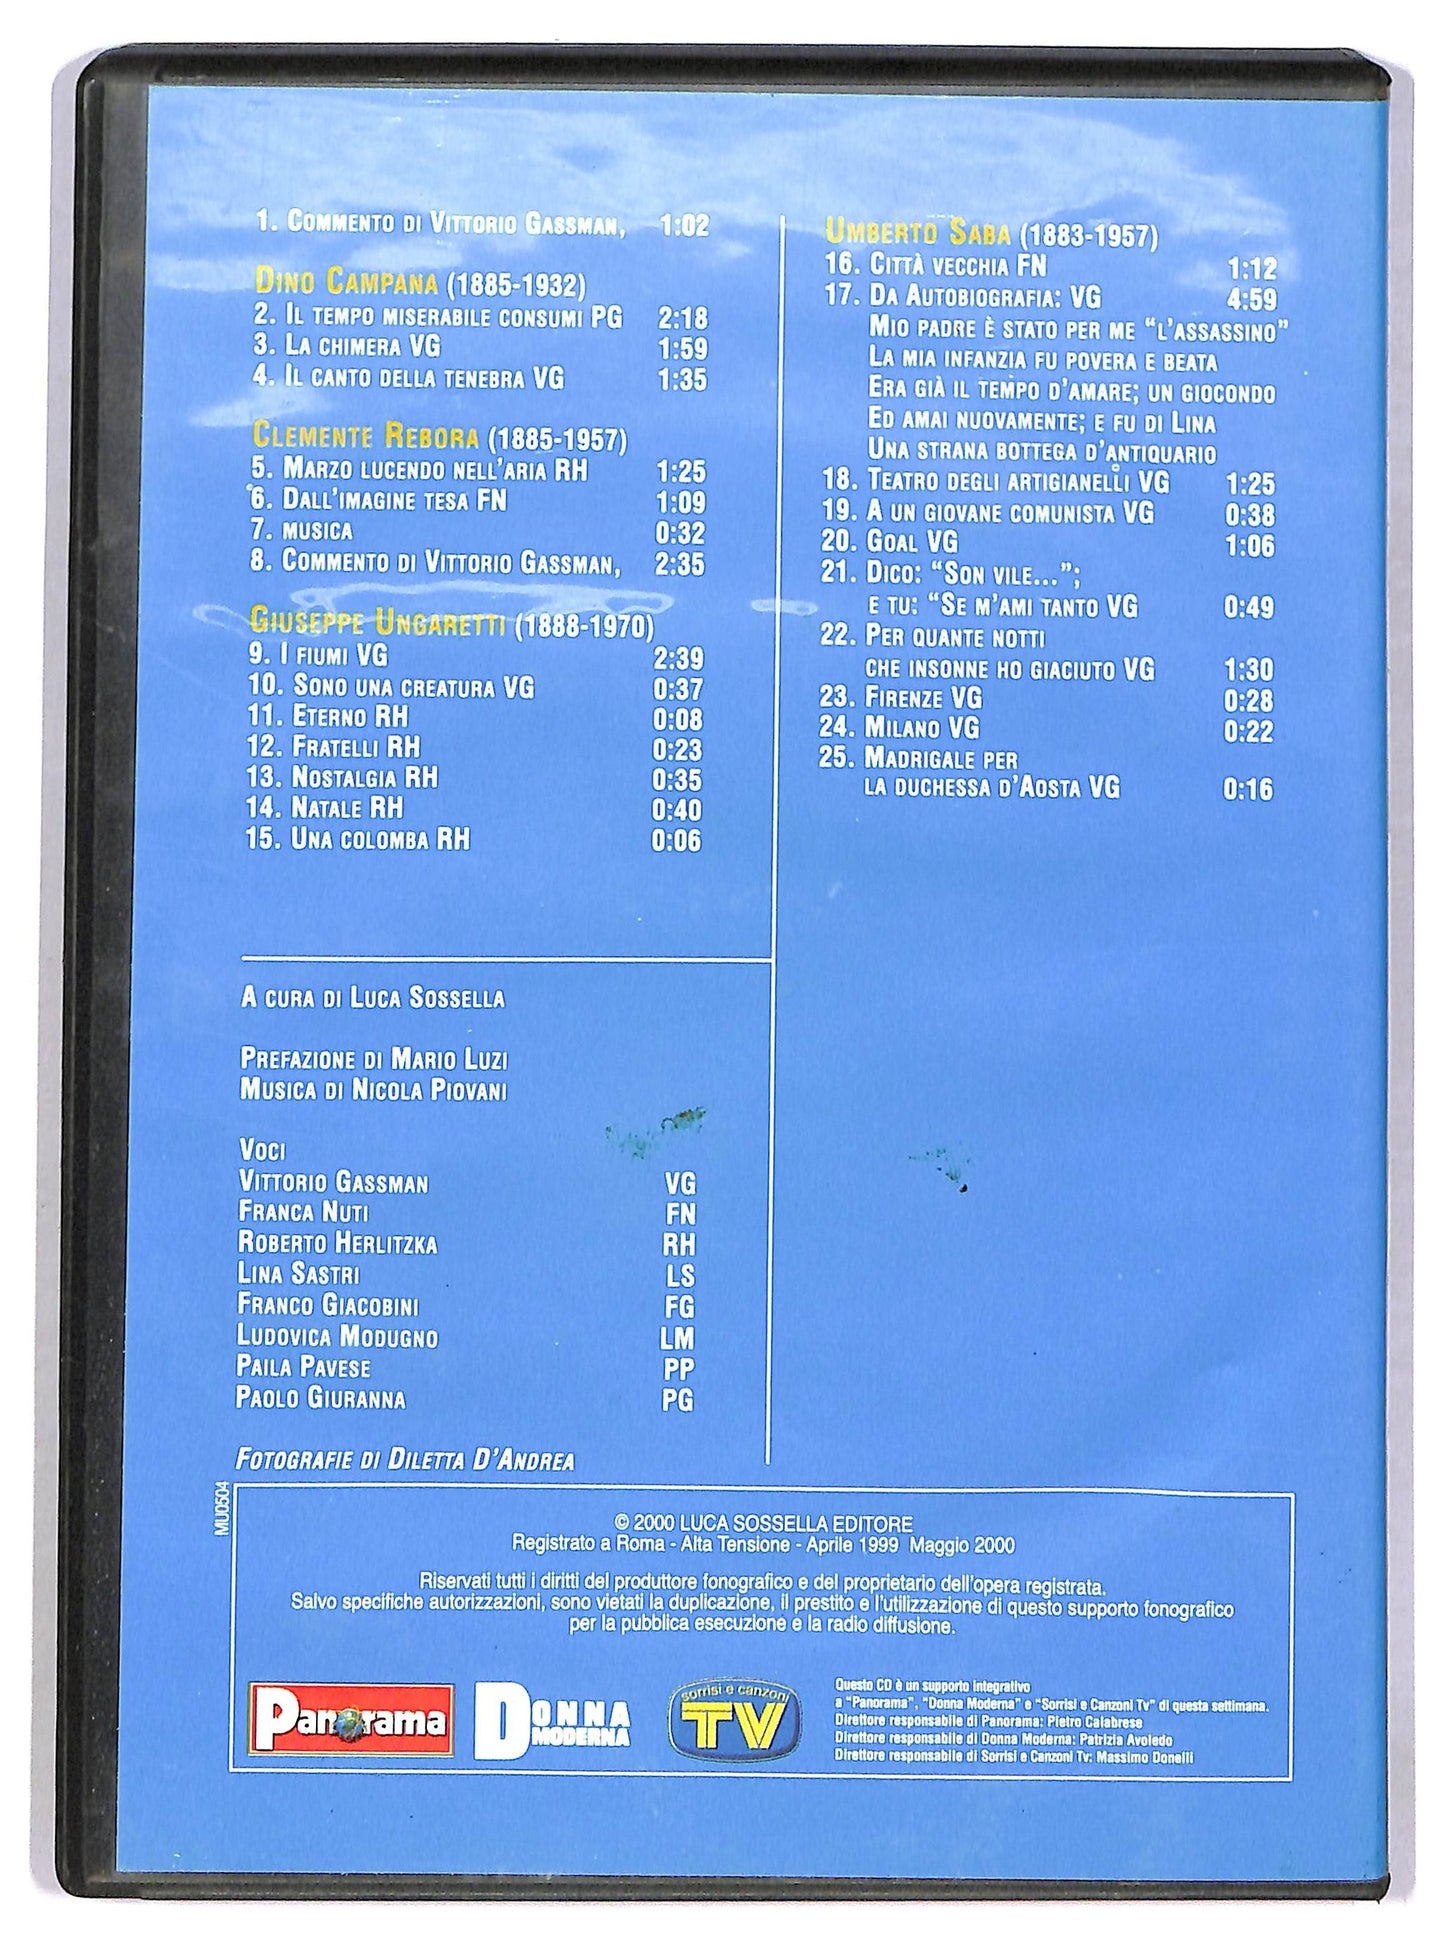 1. Commento di Vittorio Gassman, 1:02
Dino Campana (1885-1932)
2. Il tempo miserabile consumi PG 2:18
3. La chimera VG 1:59
4. Il canto della tenebra VG 1:35
Clemente Rebora (1885-1957)
5. Marzo lucendo nell'aria RH 1:25
6. Dall'imagine tesa FN 1:09
7. musica 0:32
8. Commento di Vittorio Gassman, 2:35
Giuseppe Ungaretti (1888-1970)
9. I fiumi VG 2:39
10. Sono una creatura VG 0:37
11. Eterno RH 0:08
12. Fratelli RH 0:23
13. Nostalgia RH 0:35
14. Natale RH 0:40
15. Una colomba RH 0:06
Umberto Saba (1883-1957)
16. Città vecchia FN 1:12
17. Da Autobiografia: VG 4:59
Mio padre è stato per me "l'assassino"
La mia infanzia fu povera e beata
Era già il tempo d'amare; un giocondo
Ed amai nuovamente; e fu di Lina
Una strana bottega d'antiquario
18. Teatro degli artigianelli VG 1:25
19. A un giovane comunista VG 0:38
20. Goal VG 1:06
21. Dico: "Son vile...";
e tu: "Se m'ami tanto VG 0:49
22. Per quante notti
che insonne ho giaciuto VG 1:30
23. Firenze VG 0:28
24. Milano VG 0:22
25. Madrigale per
la duchessa d'Aosta VG 0:16
A cura di Luca Sossella
Prefazione di Mario Luzi
Musica di Nicola Piovani
Voci
Vittorio Gassman VG
Franca Nuti FN
Roberto Herlitzka RH
Lina Sastri LS
Franco Giacobini FG
Ludovica Modugno LM
Paila Pavese PP
Paolo Giuranna PG
Fotografie di Diletta D'Andrea
MU0504
© 2000 LUCA SOSSELLA EDITORE
Registrato a Roma - Alta Tensione - Aprile 1999 Maggio 2000
Riservati tutti i diritti del produttore fonografico e del proprietario dell'opera registrata.
Salvo specifiche autorizzazioni, sono vietati la duplicazione, il prestito e l'utilizzazione di questo supporto fonografico
per la pubblica esecuzione e la radio diffusione.
Panorama
DONNA
MODERNA
sorrisi e canzoni
TV
Questo CD è un supporto integrativo
a "Panorama", "Donna Moderna" e "Sorrisi e Canzoni Tv" di questa settimana.
Direttore responsabile di Panorama: Pietro Calabrese
Direttore responsabile di Donna Moderna: Patrizia Avoledo
Direttore responsabile di Sorrisi e Canzoni Tv: Massimo Donelli